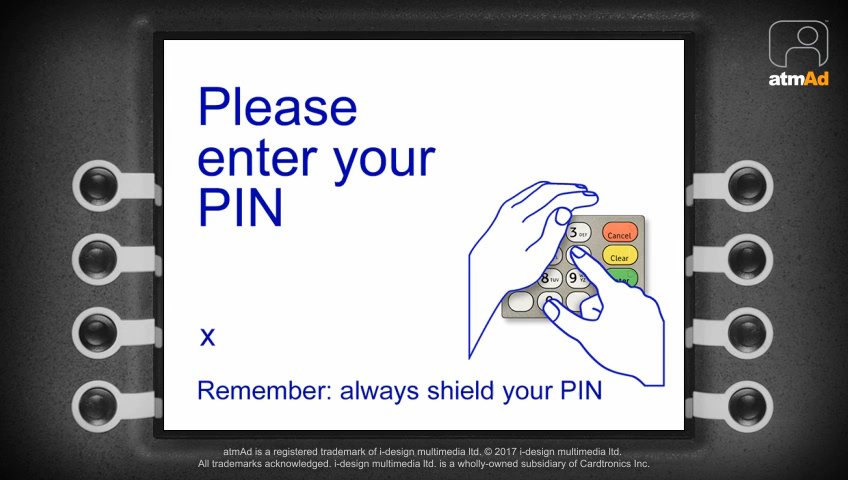 atmAd
Please
enter your
PIN
3 DEF
Cancel
Clear
8 TUV
9
x
Remember: always shield your PIN
atmAd is a registered trademark of i-design multimedia ltd. © 2017 i-design multimedia ltd.
All trademarks acknowledged. i-design multimedia ltd. is a wholly-owned subsidiary of Cardtronics Inc.